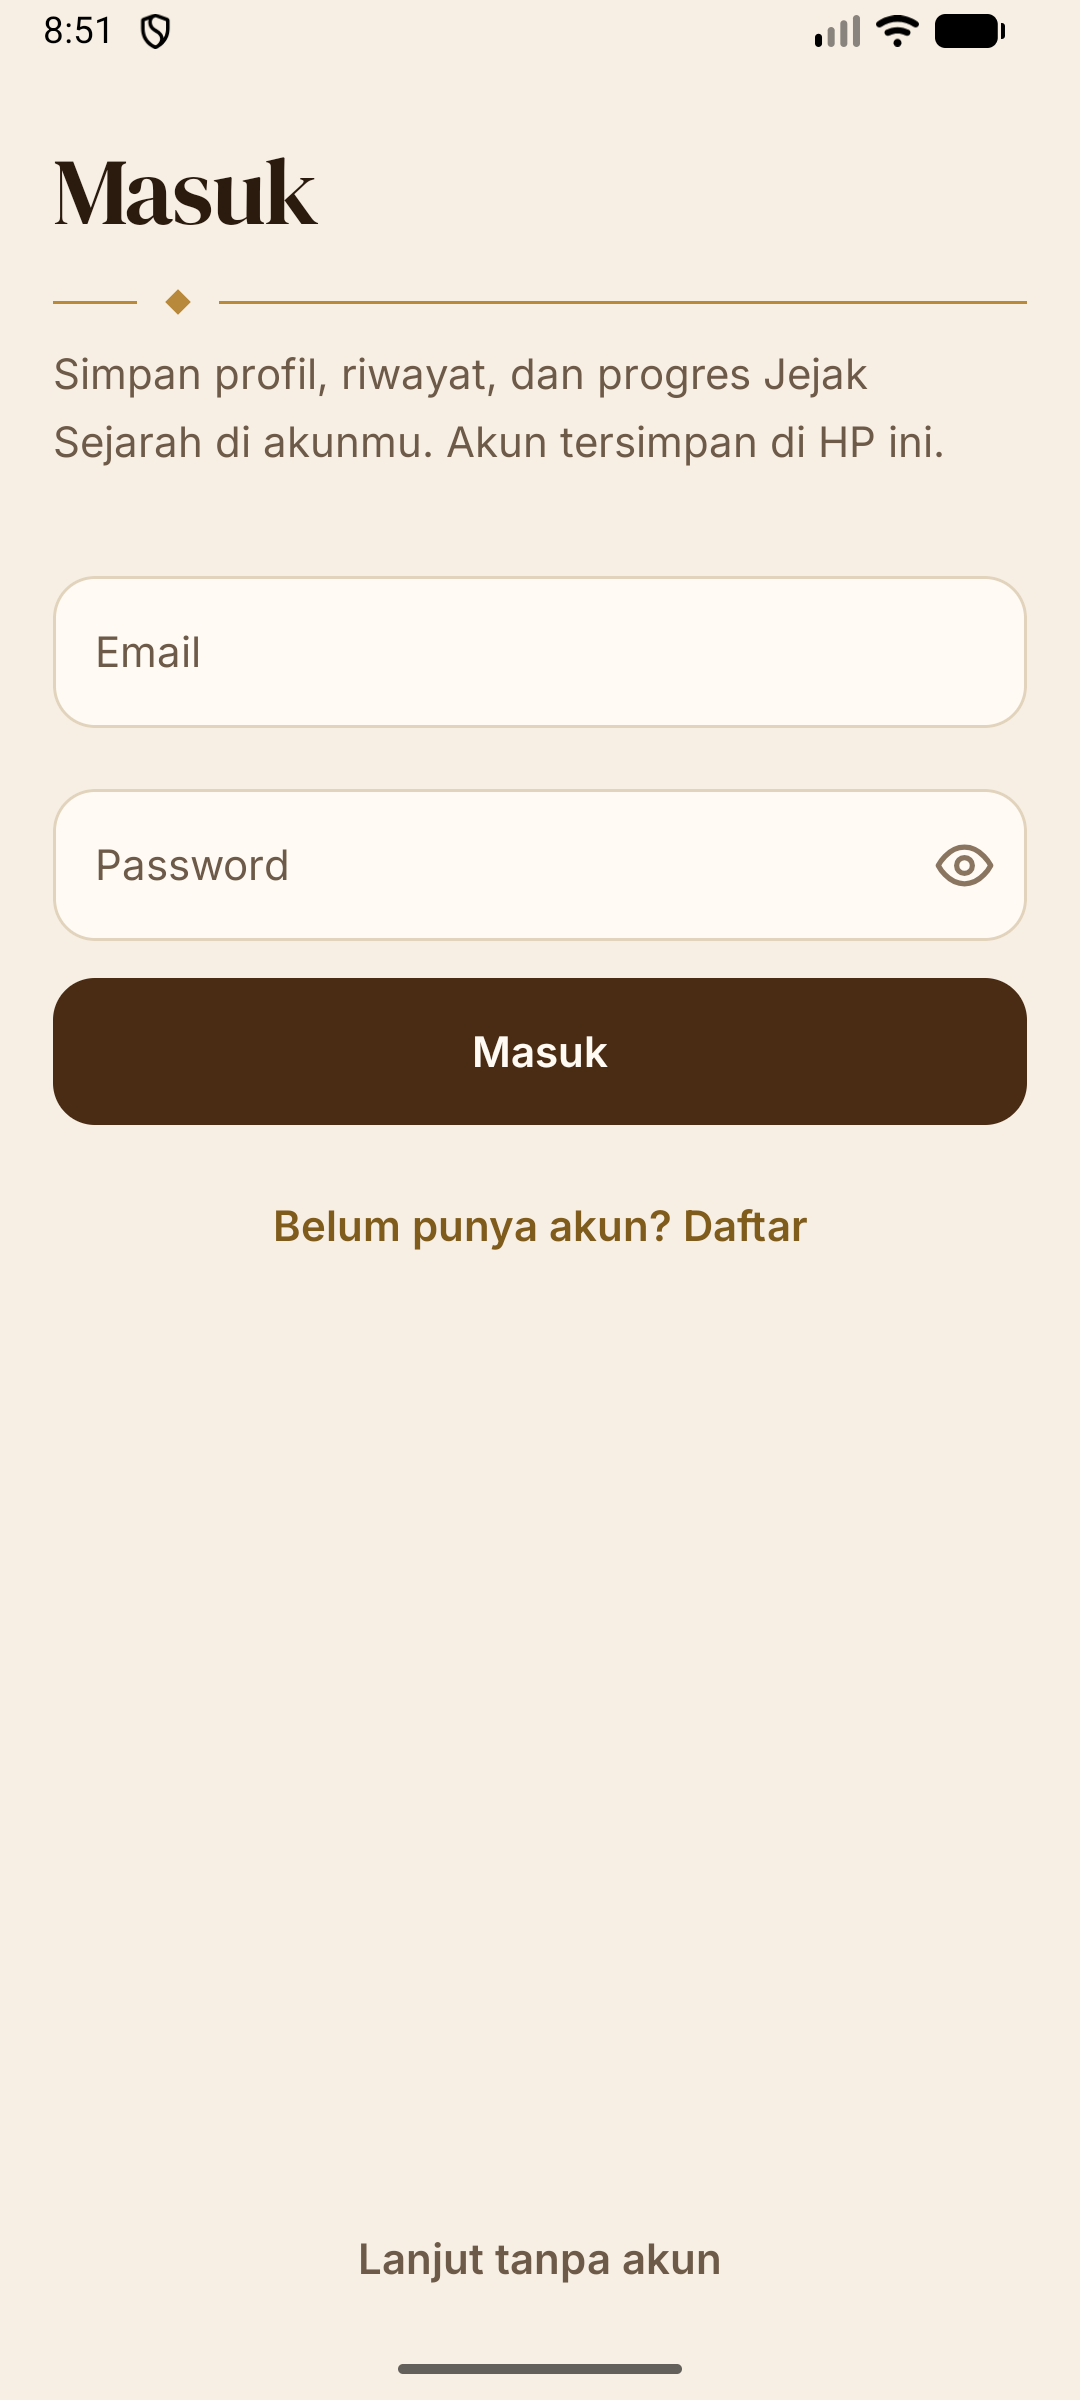 8:51
Masuk
Simpan profil, riwayat, dan progres Jejak
Sejarah di akunmu. Akun tersimpan di HP ini.
Email
Password
Masuk
Belum punya akun? Daftar
Lanjut tanpa akun